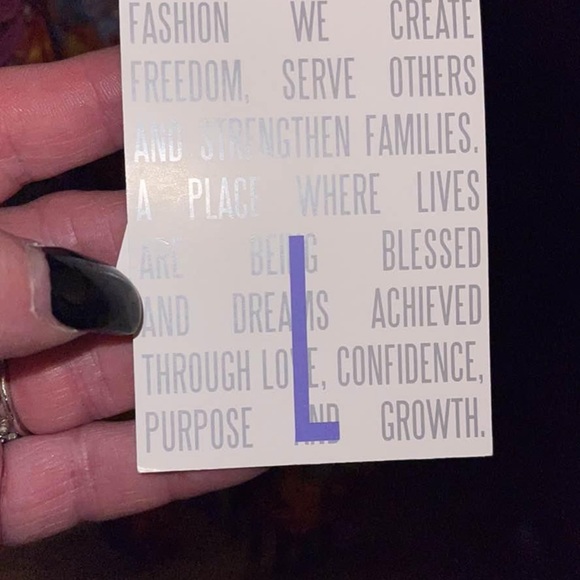 FASHION WE CREATE
FREEDOM, SERVE OTHERS
AND STRENGTHEN FAMILIES.
A PLACE WHERE LIVES
ARE BEING BLESSED
AND DREAMS ACHIEVED
THROUGH LOVE, CONFIDENCE,
PURPOSE AND GROWTH.
L